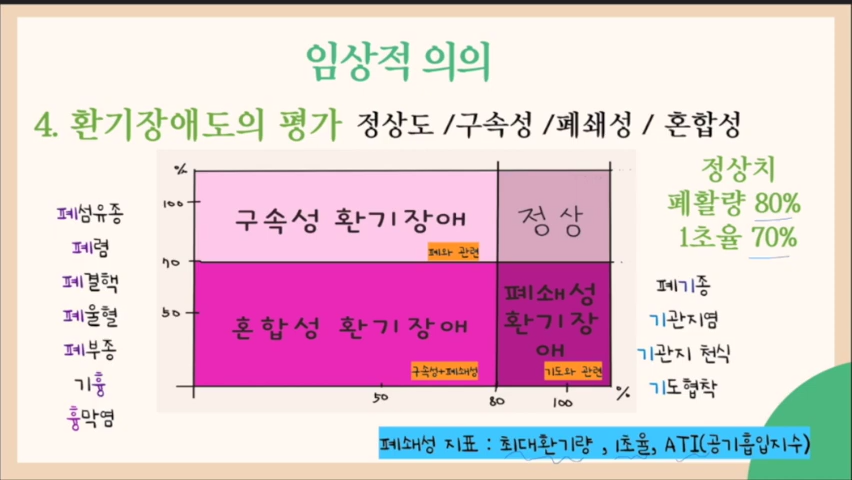 임상적 의의
4. 환기장애도의 평가 정상도 /구속성 /폐쇄성 / 혼합성
정상치
폐활량 80%
1초율 70%
폐섬유종
폐렴
폐결핵
폐울혈
폐부종
기흉
흉막염
%
100
70
50
구속성 환기장애
폐와 관련
정상
혼합성 환기장애
구속성+폐쇄성
폐쇄성
환기장
애
기도와 관련
50
80
100
%
폐기종
기관지염
기관지 천식
기도협착
폐쇄성 지표 : 최대환기량 , 1초율, ATI(공기흡입지수)